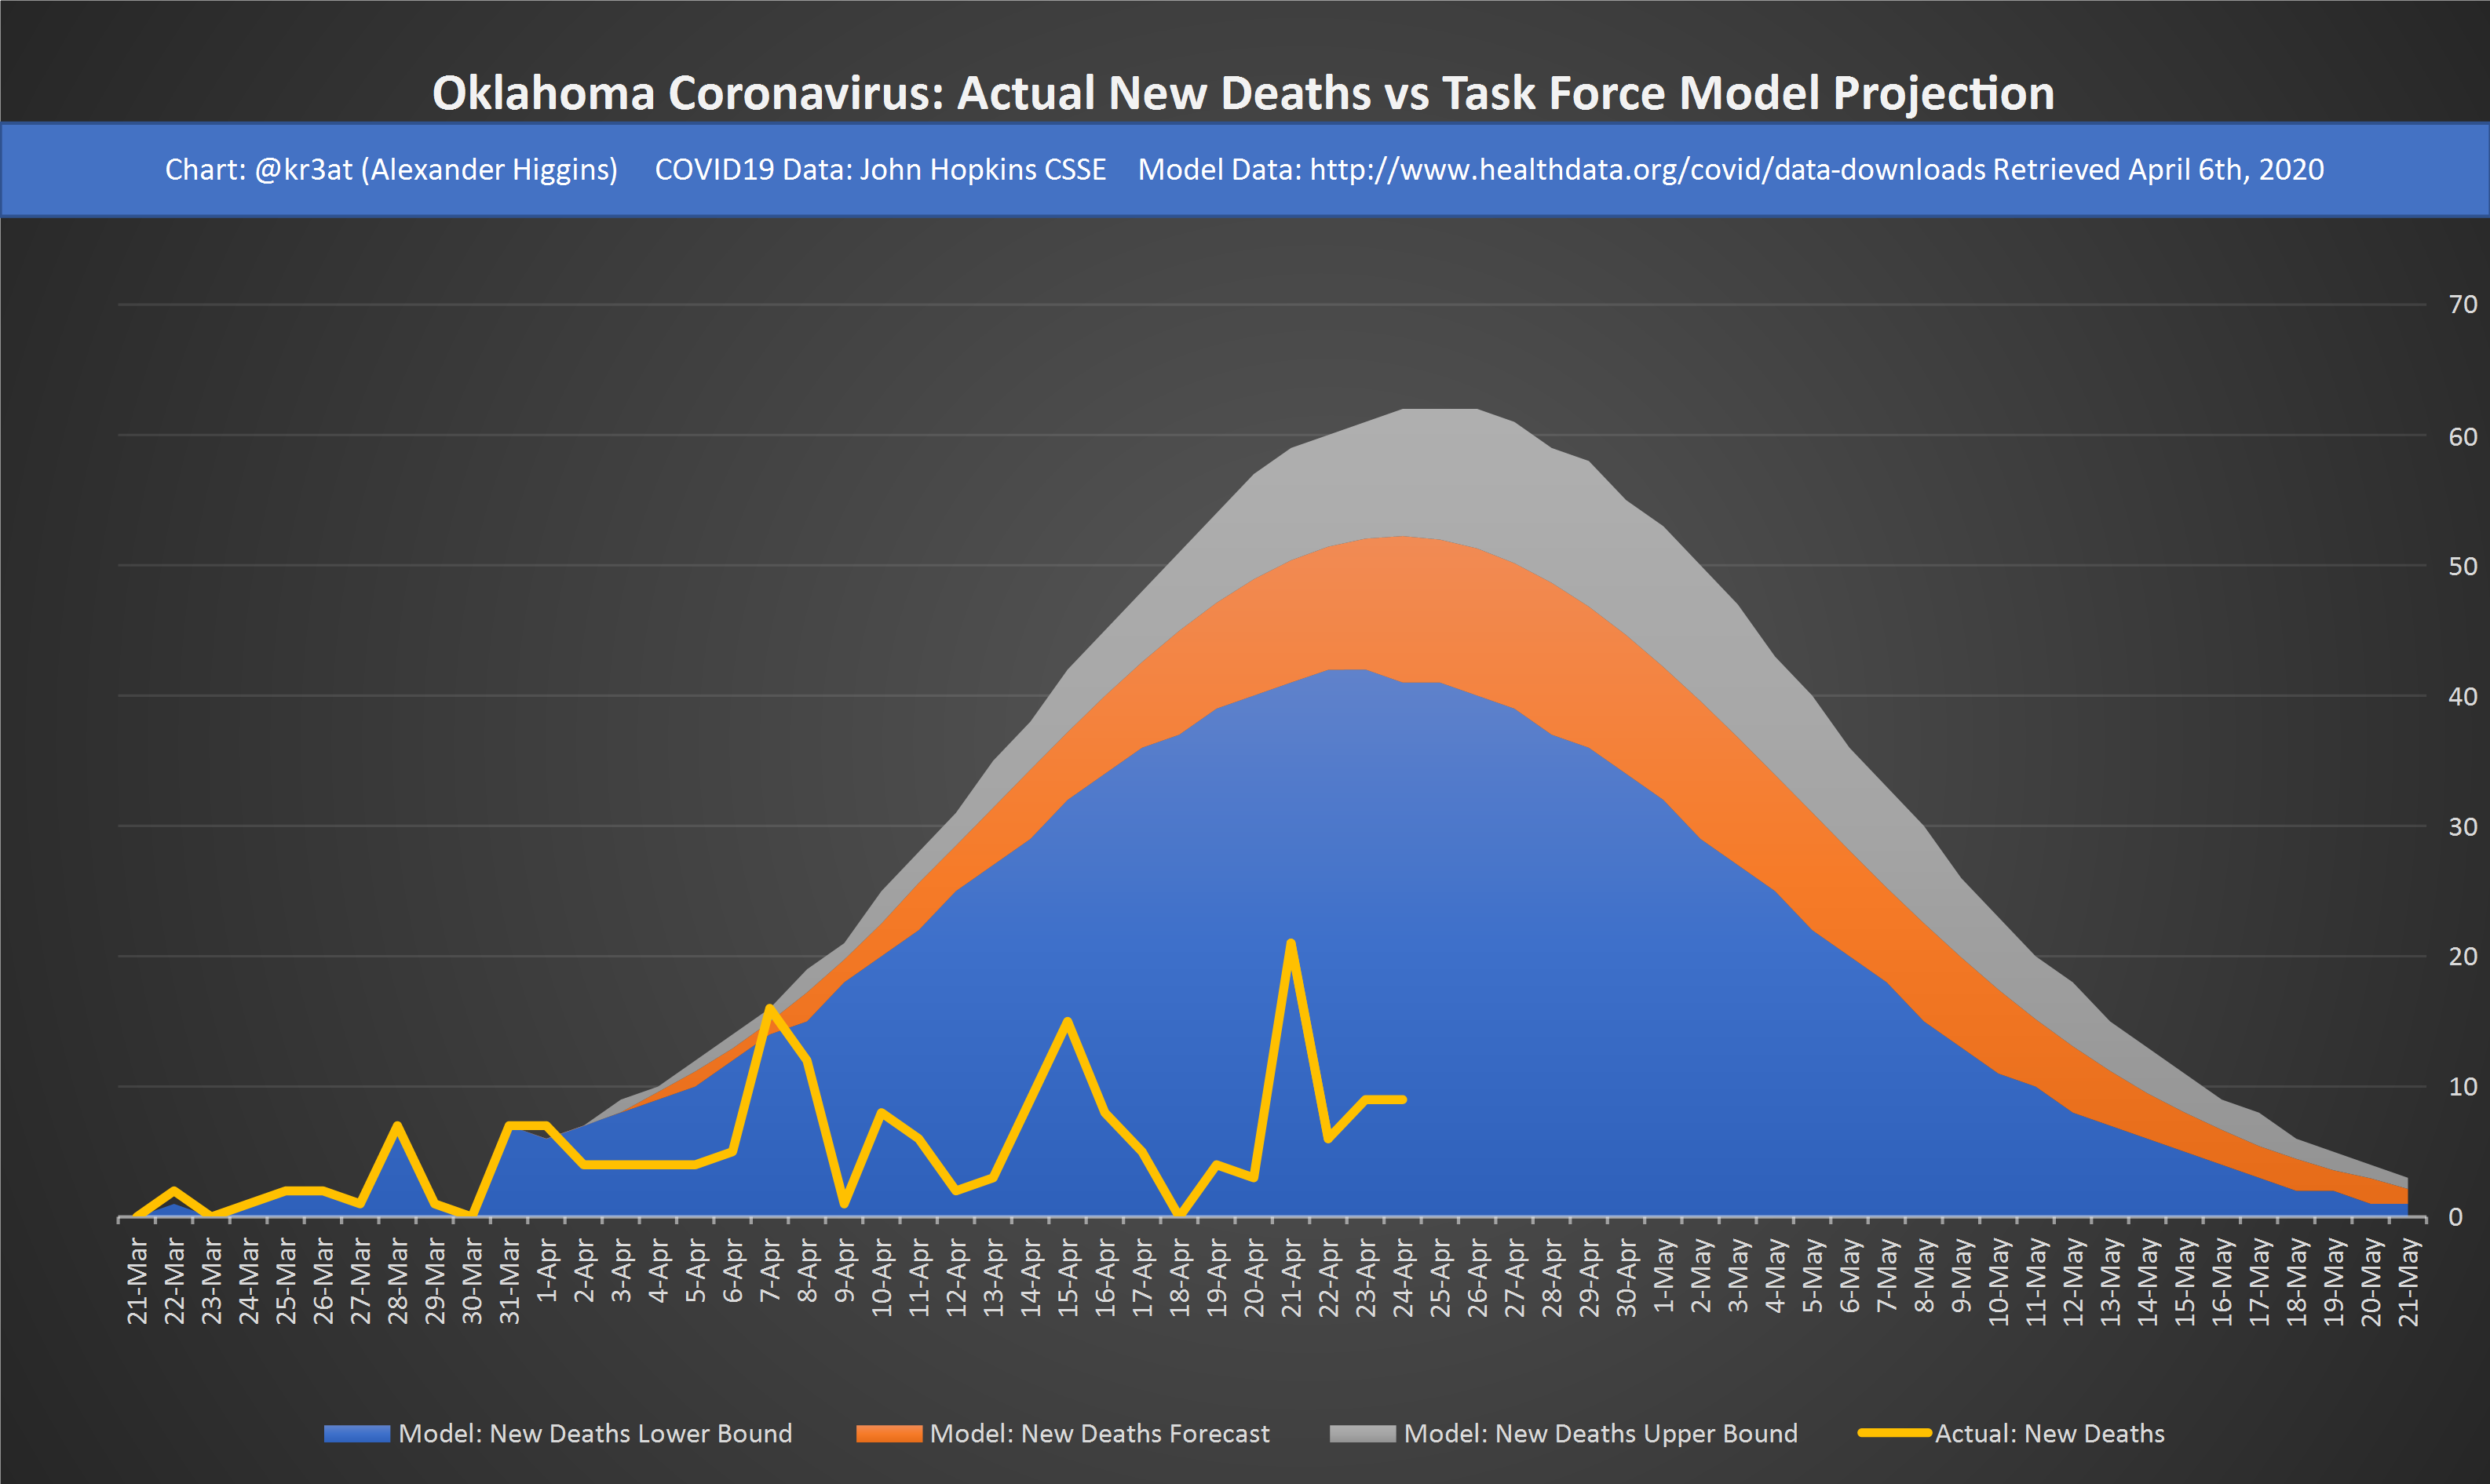 Oklahoma Coronavirus: Actual New Deaths vs Task Force Model Projection
Chart: @kr3at (Alexander Higgins) COVID19 Data: John Hopkins CSSE Model Data: http://www.healthdata.org/covid/data-downloads Retrieved April 6th, 2020
70
60
50
40
30
20
10
0
21-Mar
22-Mar
23-Mar
24-Mar
25-Mar
26-Mar
27-Mar
28-Mar
29-Mar
30-Mar
31-Mar
1-Apr
2-Apr
3-Apr
4-Apr
5-Apr
6-Apr
7-Apr
8-Apr
9-Apr
10-Apr
11-Apr
12-Apr
13-Apr
14-Apr
15-Apr
16-Apr
17-Apr
18-Apr
19-Apr
20-Apr
21-Apr
22-Apr
23-Apr
24-Apr
25-Apr
26-Apr
27-Apr
28-Apr
29-Apr
30-Apr
1-May
2-May
3-May
4-May
5-May
6-May
7-May
8-May
9-May
10-May
11-May
12-May
13-May
14-May
15-May
16-May
17-May
18-May
19-May
20-May
21-May
Model: New Deaths Lower Bound
Model: New Deaths Forecast
Model: New Deaths Upper Bound
Actual: New Deaths